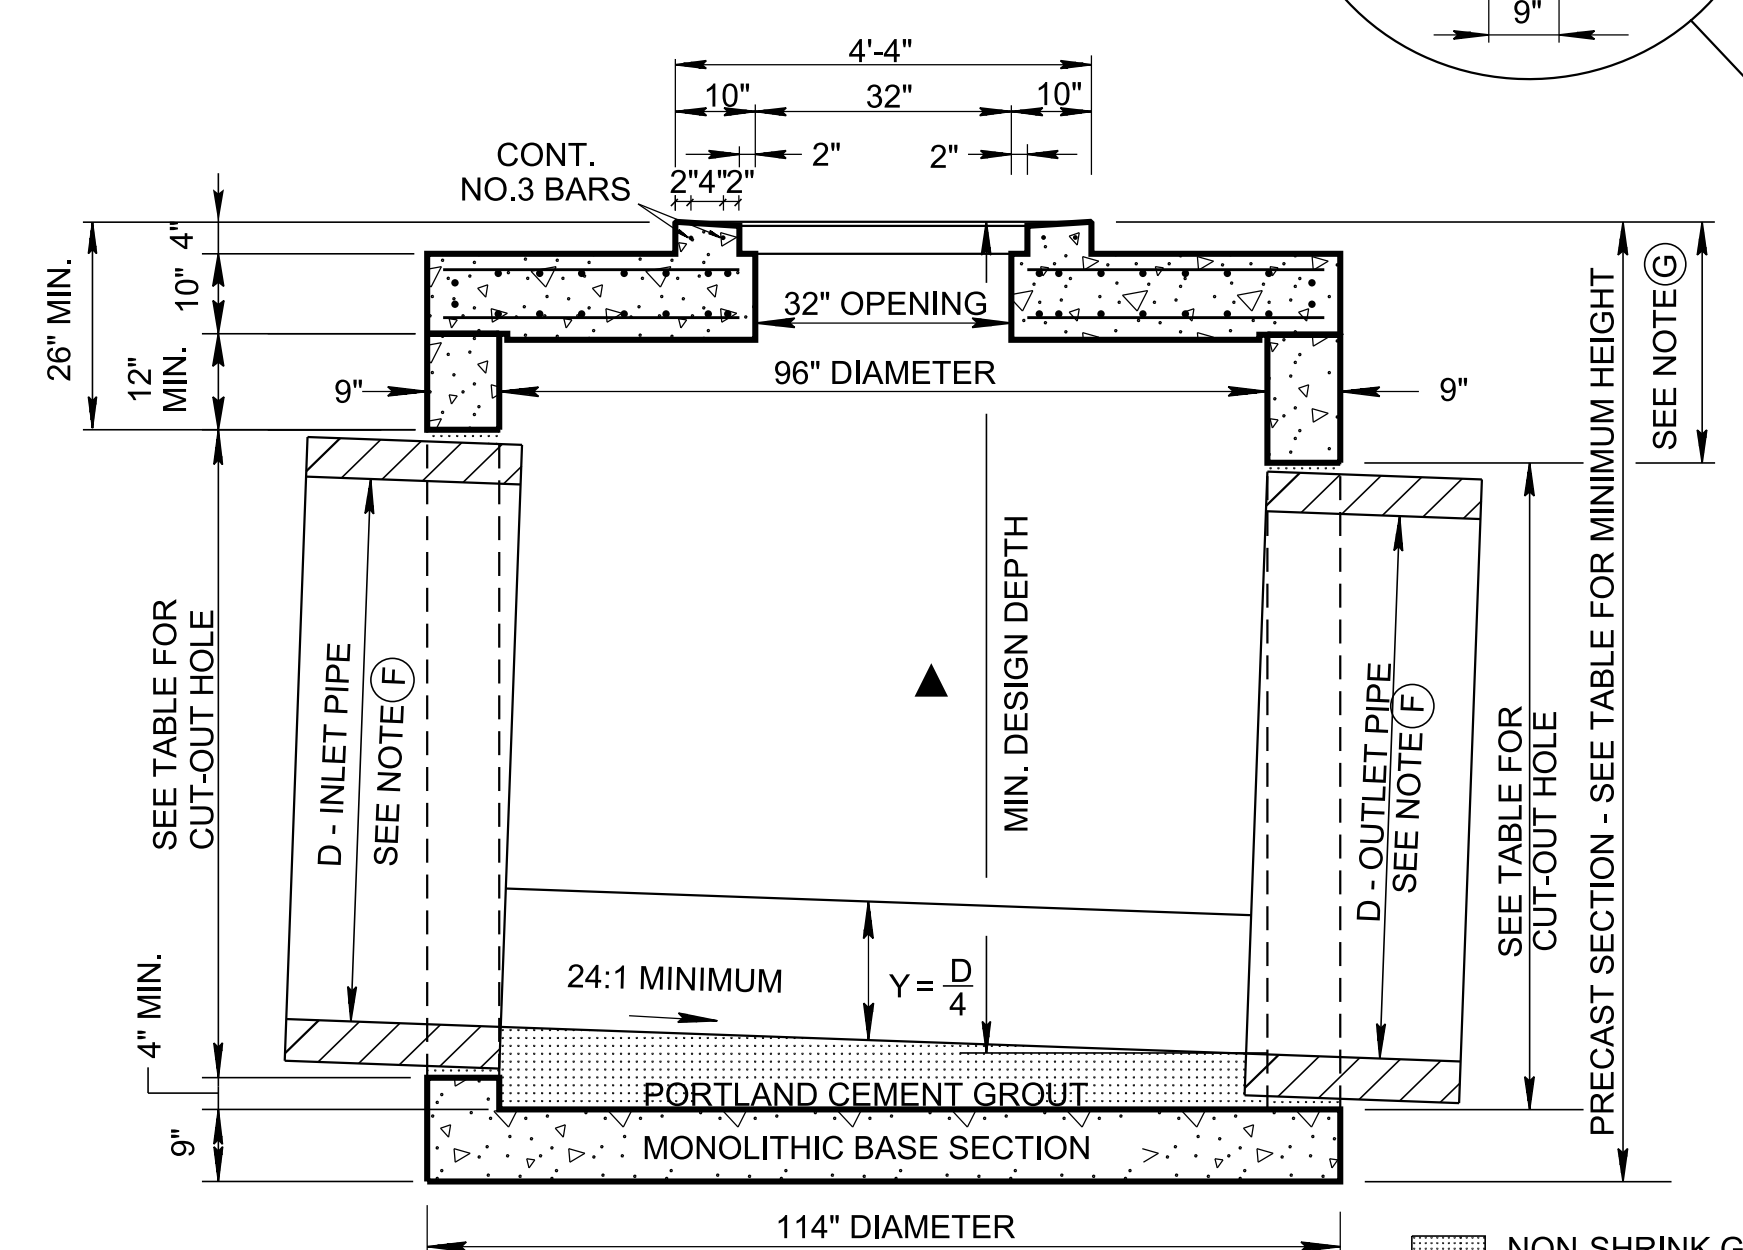 9"
4'-4"
10"
32"
10"
CONT.
NO.3 BARS
2"
2"
2"4"2"
26" MIN.
4"
10"
12"
MIN.
32" OPENING
96" DIAMETER
9"
9"
SEE NOTE G
PRECAST SECTION - SEE TABLE FOR MINIMUM HEIGHT
SEE TABLE FOR
CUT-OUT HOLE
D - INLET PIPE
SEE NOTE F
MIN. DESIGN DEPTH
D - OUTLET PIPE
SEE NOTE F
SEE TABLE FOR
CUT-OUT HOLE
24:1 MINIMUM
Y = D
4
4" MIN.
9"
PORTLAND CEMENT GROUT
MONOLITHIC BASE SECTION
114" DIAMETER
NON-SHRINK G